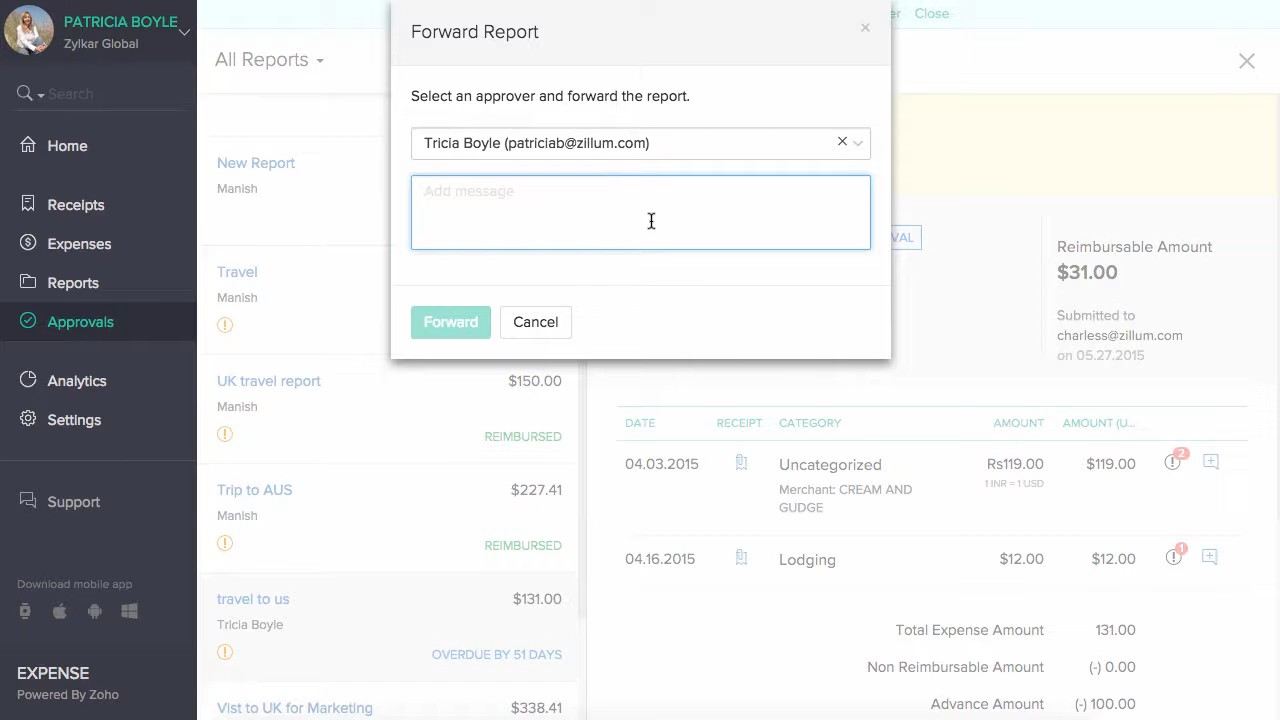 PATRICIA BOYLE
Zylkar Global
Search
Home
Receipts
Expenses
Reports
Approvals
Analytics
Settings
Support
Download mobile app
EXPENSE
Powered By Zoho
All Reports
New Report
Manish
Travel
Manish
UK travel report $150.00
Manish
REIMBURSED
Trip to AUS $227.41
Manish
REIMBURSED
travel to us $131.00
Tricia Boyle
OVERDUE BY 51 DAYS
Vist to UK for Marketing $338.41
Forward Report
Select an approver and forward the report.
Tricia Boyle (patriciab@zillum.com)
Add message
Forward Cancel
Close
Reimbursable Amount
$31.00
Submitted to
charless@zillum.com
on 05.27.2015
DATE RECEIPT CATEGORY AMOUNT AMOUNT (U...
04.03.2015 Uncategorized Rs119.00 $119.00 2
Merchant: CREAM AND 1 INR = 1 USD
GUDGE
04.16.2015 Lodging $12.00 $12.00 1
Total Expense Amount 131.00
Non Reimbursable Amount (-) 0.00
Advance Amount (-) 100.00